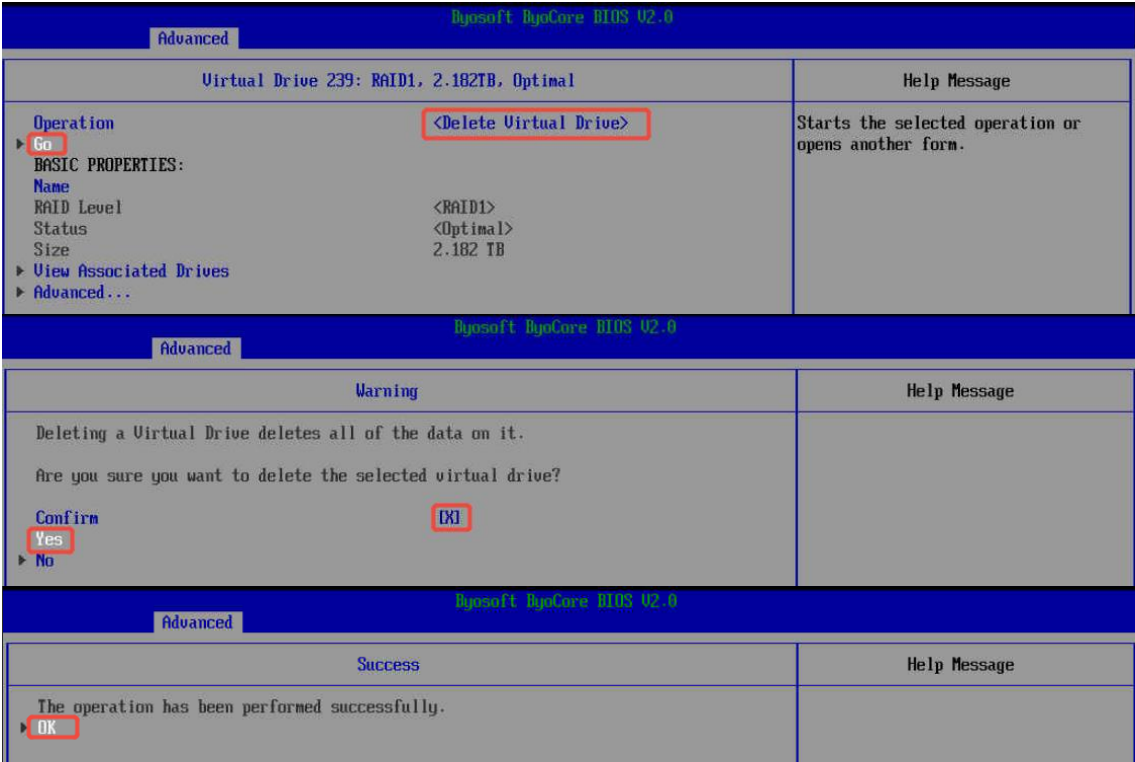 Byosoft ByoCore BIOS V2.0
Advanced
Virtual Drive 239: RAID1, 2.182TB, Optimal
Help Message
Operation <Delete Virtual Drive>
Starts the selected operation or
opens another form.
Go
BASIC PROPERTIES:
Name
RAID Level <RAID1>
Status <Optimal>
Size 2.182 TB
View Associated Drives
Advanced...
Byosoft ByoCore BIOS V2.0
Advanced
Warning
Help Message
Deleting a Virtual Drive deletes all of the data on it.
Are you sure you want to delete the selected virtual drive?
Confirm [X]
Yes
No
Byosoft ByoCore BIOS V2.0
Advanced
Success
Help Message
The operation has been performed successfully.
OK